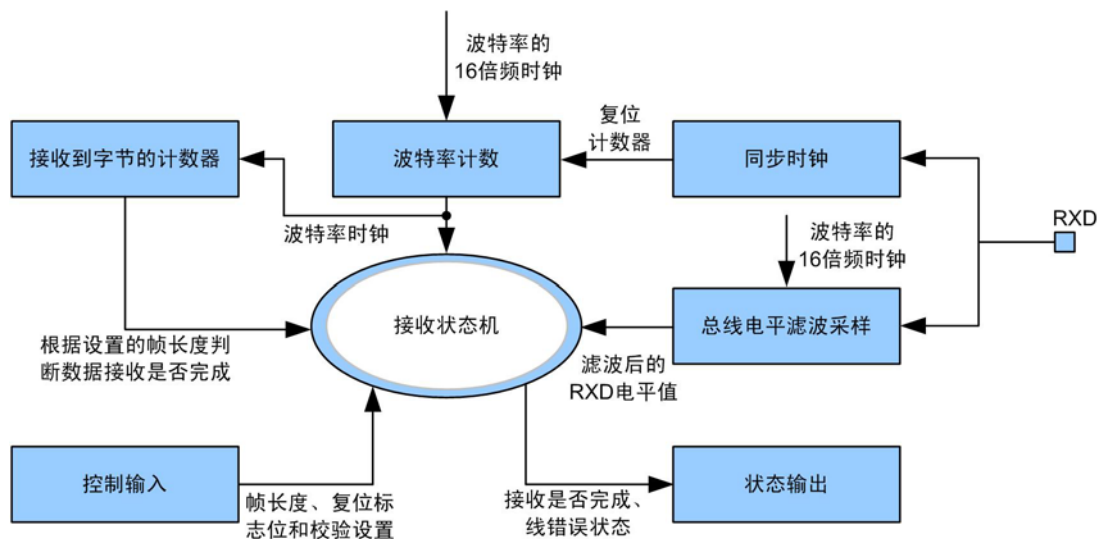 波特率的
16倍频时钟
复位
计数器
接收到字节的计数器
波特率计数
同步时钟
波特率时钟
RXD
波特率的
16倍频时钟
接收状态机
总线电平滤波采样
根据设置的帧长度判
断数据接收是否完成
滤波后的
RXD电平值
控制输入
帧长度、复位标
志位和校验设置
接收是否完成、
线错误状态
状态输出